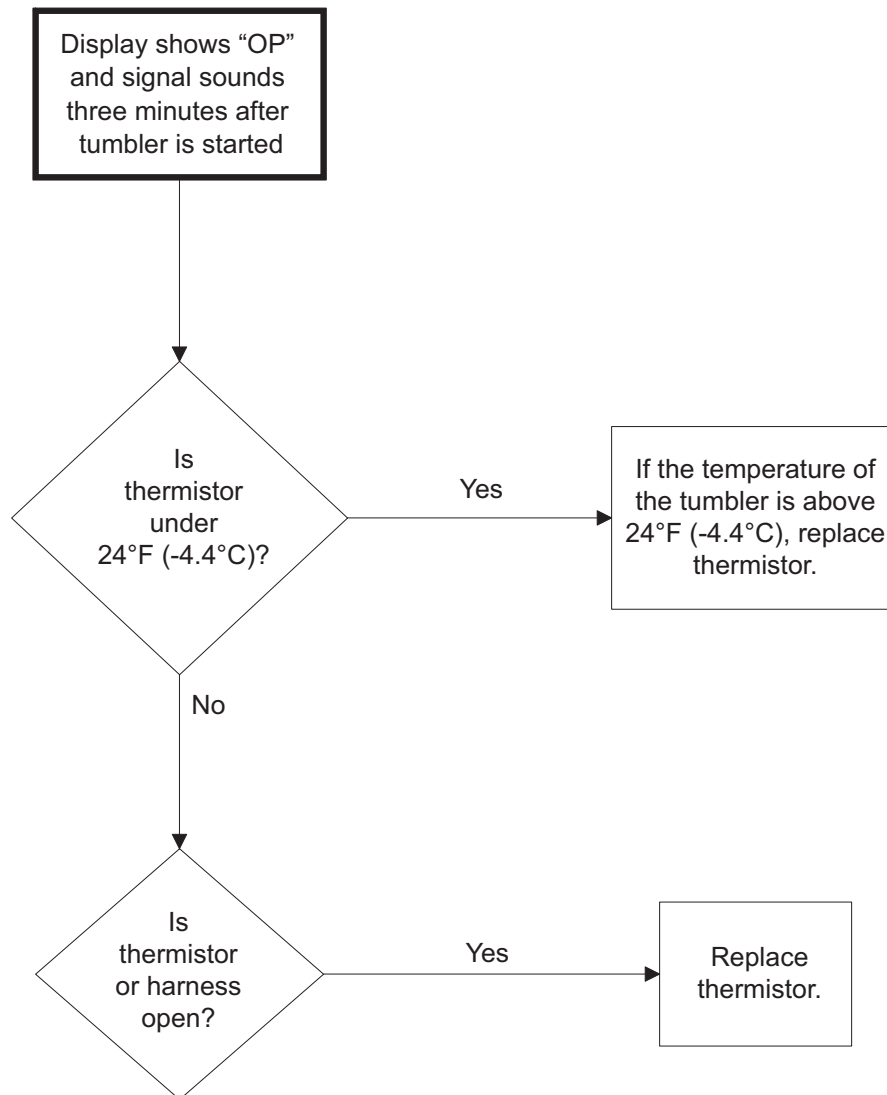 Display shows “OP”
and signal sounds
three minutes after
tumbler is started
Is
thermistor
under
24°F (-4.4°C)?
Yes
If the temperature of
the tumbler is above
24°F (-4.4°C), replace
thermistor.
No
Is
thermistor
or harness
open?
Yes
Replace
thermistor.